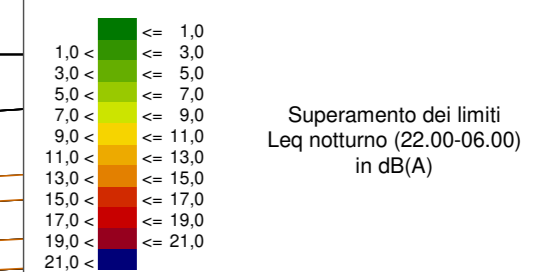 <= 1,0
1,0 < <= 3,0
3,0 < <= 5,0
5,0 < <= 7,0
7,0 < <= 9,0
9,0 < <= 11,0
11,0 < <= 13,0
13,0 < <= 15,0
15,0 < <= 17,0
17,0 < <= 19,0
19,0 < <= 21,0
21,0 <
Superamento dei limiti
Leq notturno (22.00-06.00)
in dB(A)